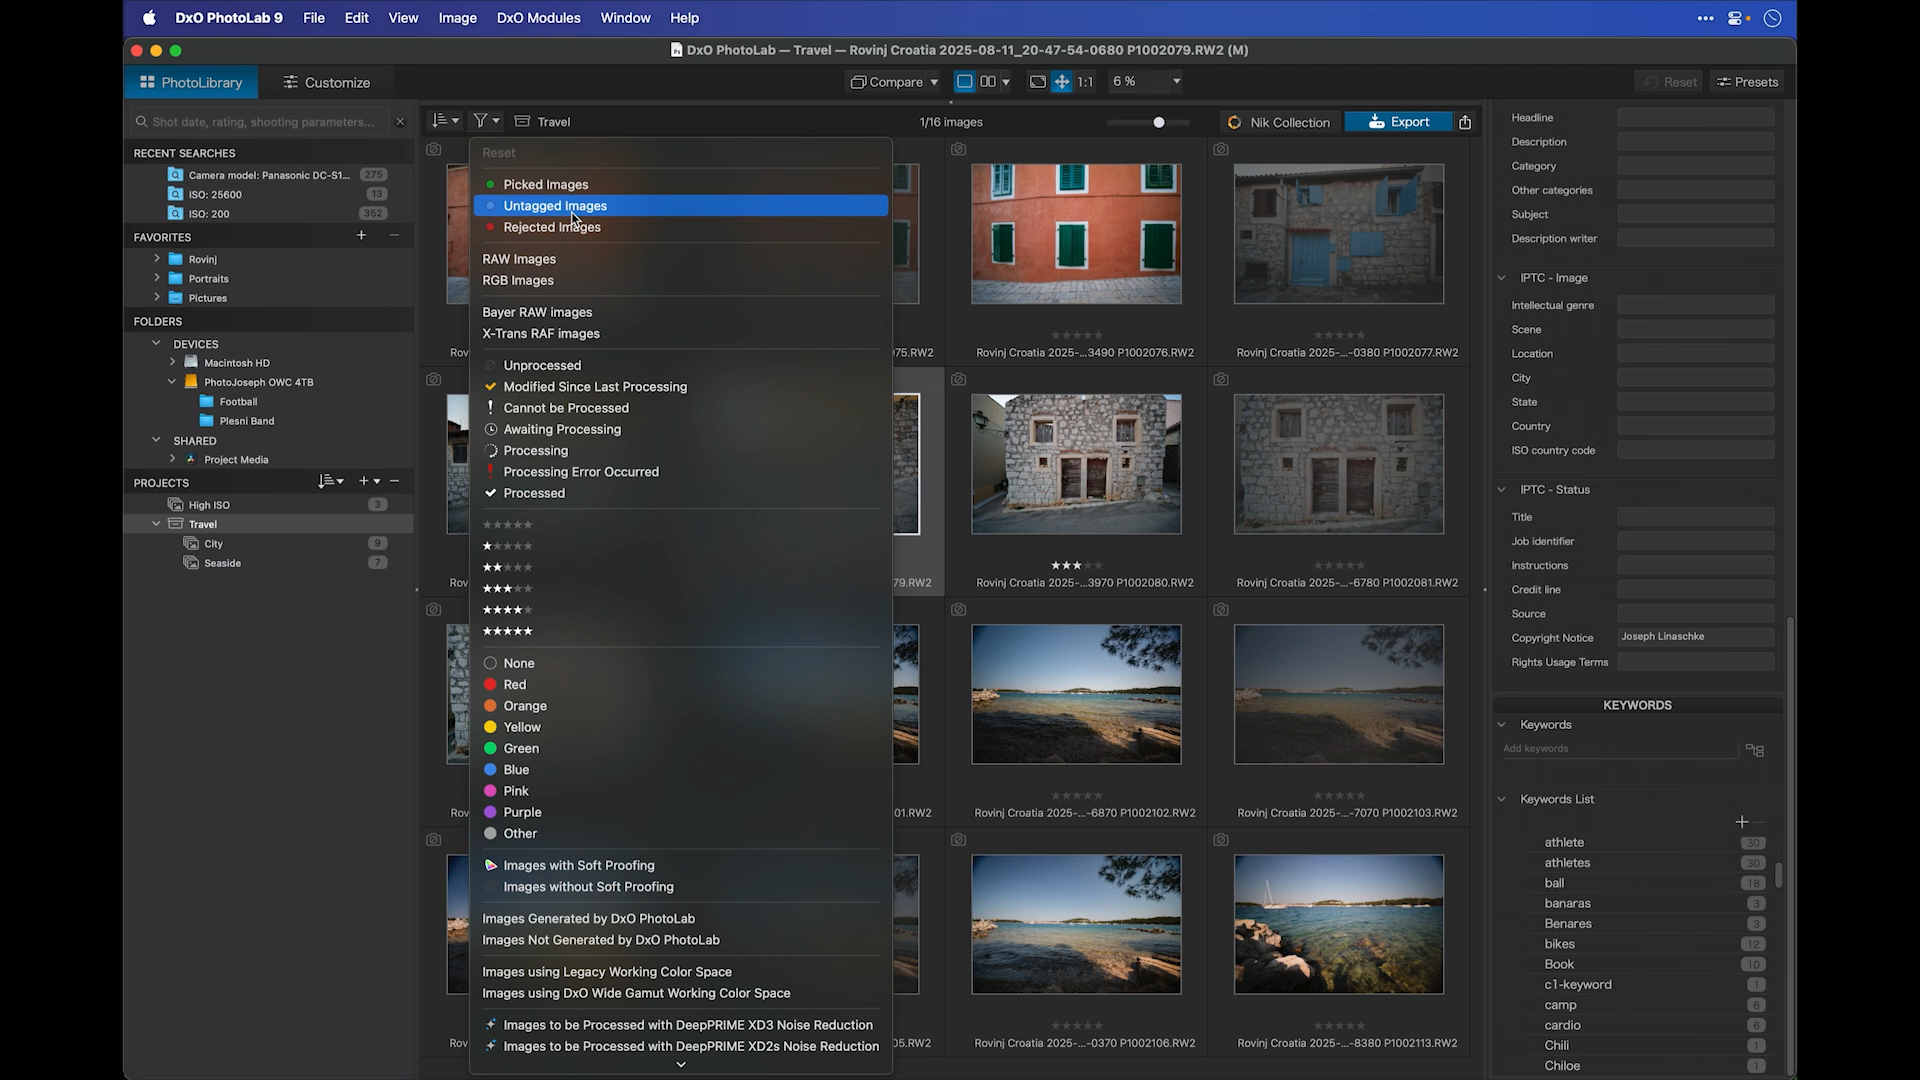 DxO PhotoLab 9 File Edit View Image DxO Modules Window Help
DxO PhotoLab — Travel — Rovinj Croatia 2025-08-11_20-47-54-0680 P1002079.RW2 (M)
PhotoLibrary Customize Compare 1:1 6 % Reset Presets
Shot date, rating, shooting parameters... Travel 1/16 images Nik Collection Export
RECENT SEARCHES
Camera model: Panasonic DC-S1... 275
ISO: 25600 13
ISO: 200 352
FAVORITES
Rovinj
Portraits
Pictures
FOLDERS
DEVICES
Macintosh HD
PhotoJoseph OWC 4TB
Football
Plesni Band
SHARED
Project Media
PROJECTS
High ISO 3
Travel
City 9
Seaside 7
Reset
Picked Images
Untagged Images
Rejected Images
RAW Images
RGB Images
Bayer RAW images
X-Trans RAF images
Unprocessed
Modified Since Last Processing
Cannot be Processed
Awaiting Processing
Processing
Processing Error Occurred
Processed
None
Red
Orange
Yellow
Green
Blue
Pink
Purple
Other
Images with Soft Proofing
Images without Soft Proofing
Images Generated by DxO PhotoLab
Images Not Generated by DxO PhotoLab
Images using Legacy Working Color Space
Images using DxO Wide Gamut Working Color Space
Images to be Processed with DeepPRIME XD3 Noise Reduction
Images to be Processed with DeepPRIME XD2s Noise Reduction
Rov 75.RW2 Rovinj Croatia 2025-...3490 P1002076.RW2 Rovinj Croatia 2025-...-0380 P1002077.RW2
Rov 79.RW2 Rovinj Croatia 2025-...3970 P1002080.RW2 Rovinj Croatia 2025-...-6780 P1002081.RW2
Rov 01.RW2 Rovinj Croatia 2025-...-6870 P1002102.RW2 Rovinj Croatia 2025-...-7070 P1002103.RW2
Rov 05.RW2 Rovinj Croatia 2025-...-0370 P1002106.RW2 Rovinj Croatia 2025-...-8380 P1002113.RW2
Headline
Description
Category
Other categories
Subject
Description writer
IPTC - Image
Intellectual genre
Scene
Location
City
State
Country
ISO country code
IPTC - Status
Title
Job identifier
Instructions
Credit line
Source
Copyright Notice Joseph Linaschke
Rights Usage Terms
KEYWORDS
Keywords
Add keywords
Keywords List
athlete 30
athletes 30
ball 18
banaras 3
Benares 3
bikes 12
Book 10
c1-keyword 1
camp 6
cardio 6
Chili 1
Chiloe 1